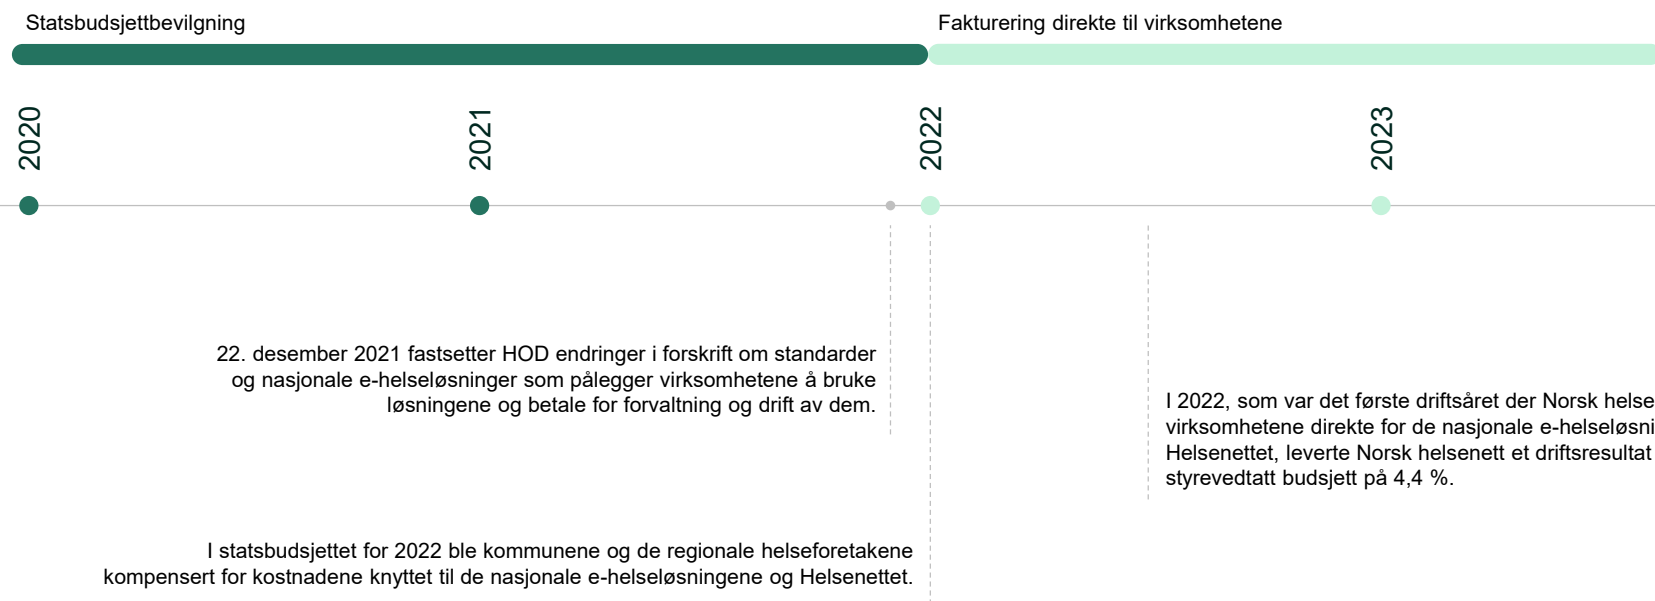 Statsbudsjettbevilgning
Fakturering direkte til virksomhetene
2020
2021
2022
2023
22. desember 2021 fastsetter HOD endringer i forskrift om standarder
og nasjonale e-helseløsninger som pålegger virksomhetene å bruke
løsningene og betale for forvaltning og drift av dem.
I 2022, som var det første driftsåret der Norsk helse
virksomhetene direkte for de nasjonale e-helseløsni
Helsenettet, leverte Norsk helsenett et driftsresultat
styrevedtatt budsjett på 4,4 %.
I statsbudsjettet for 2022 ble kommunene og de regionale helseforetakene
kompensert for kostnadene knyttet til de nasjonale e-helseløsningene og Helsenettet.